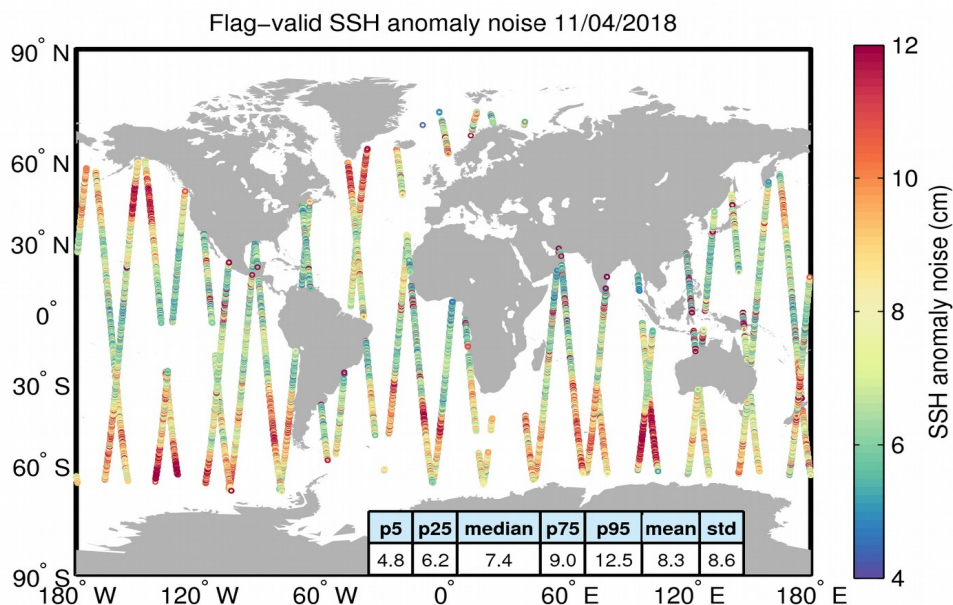 Flag−valid SSH anomaly noise 11/04/2018
90° N
60° N
30° N
0°
30° S
60° S
90° S
180° W
120° W
60° W
0°
60° E
120° E
180° E
p5 p25 median p75 p95 mean std
4.8 6.2 7.4 9.0 12.5 8.3 8.6
12
10
8
6
4
SSH anomaly noise (cm)